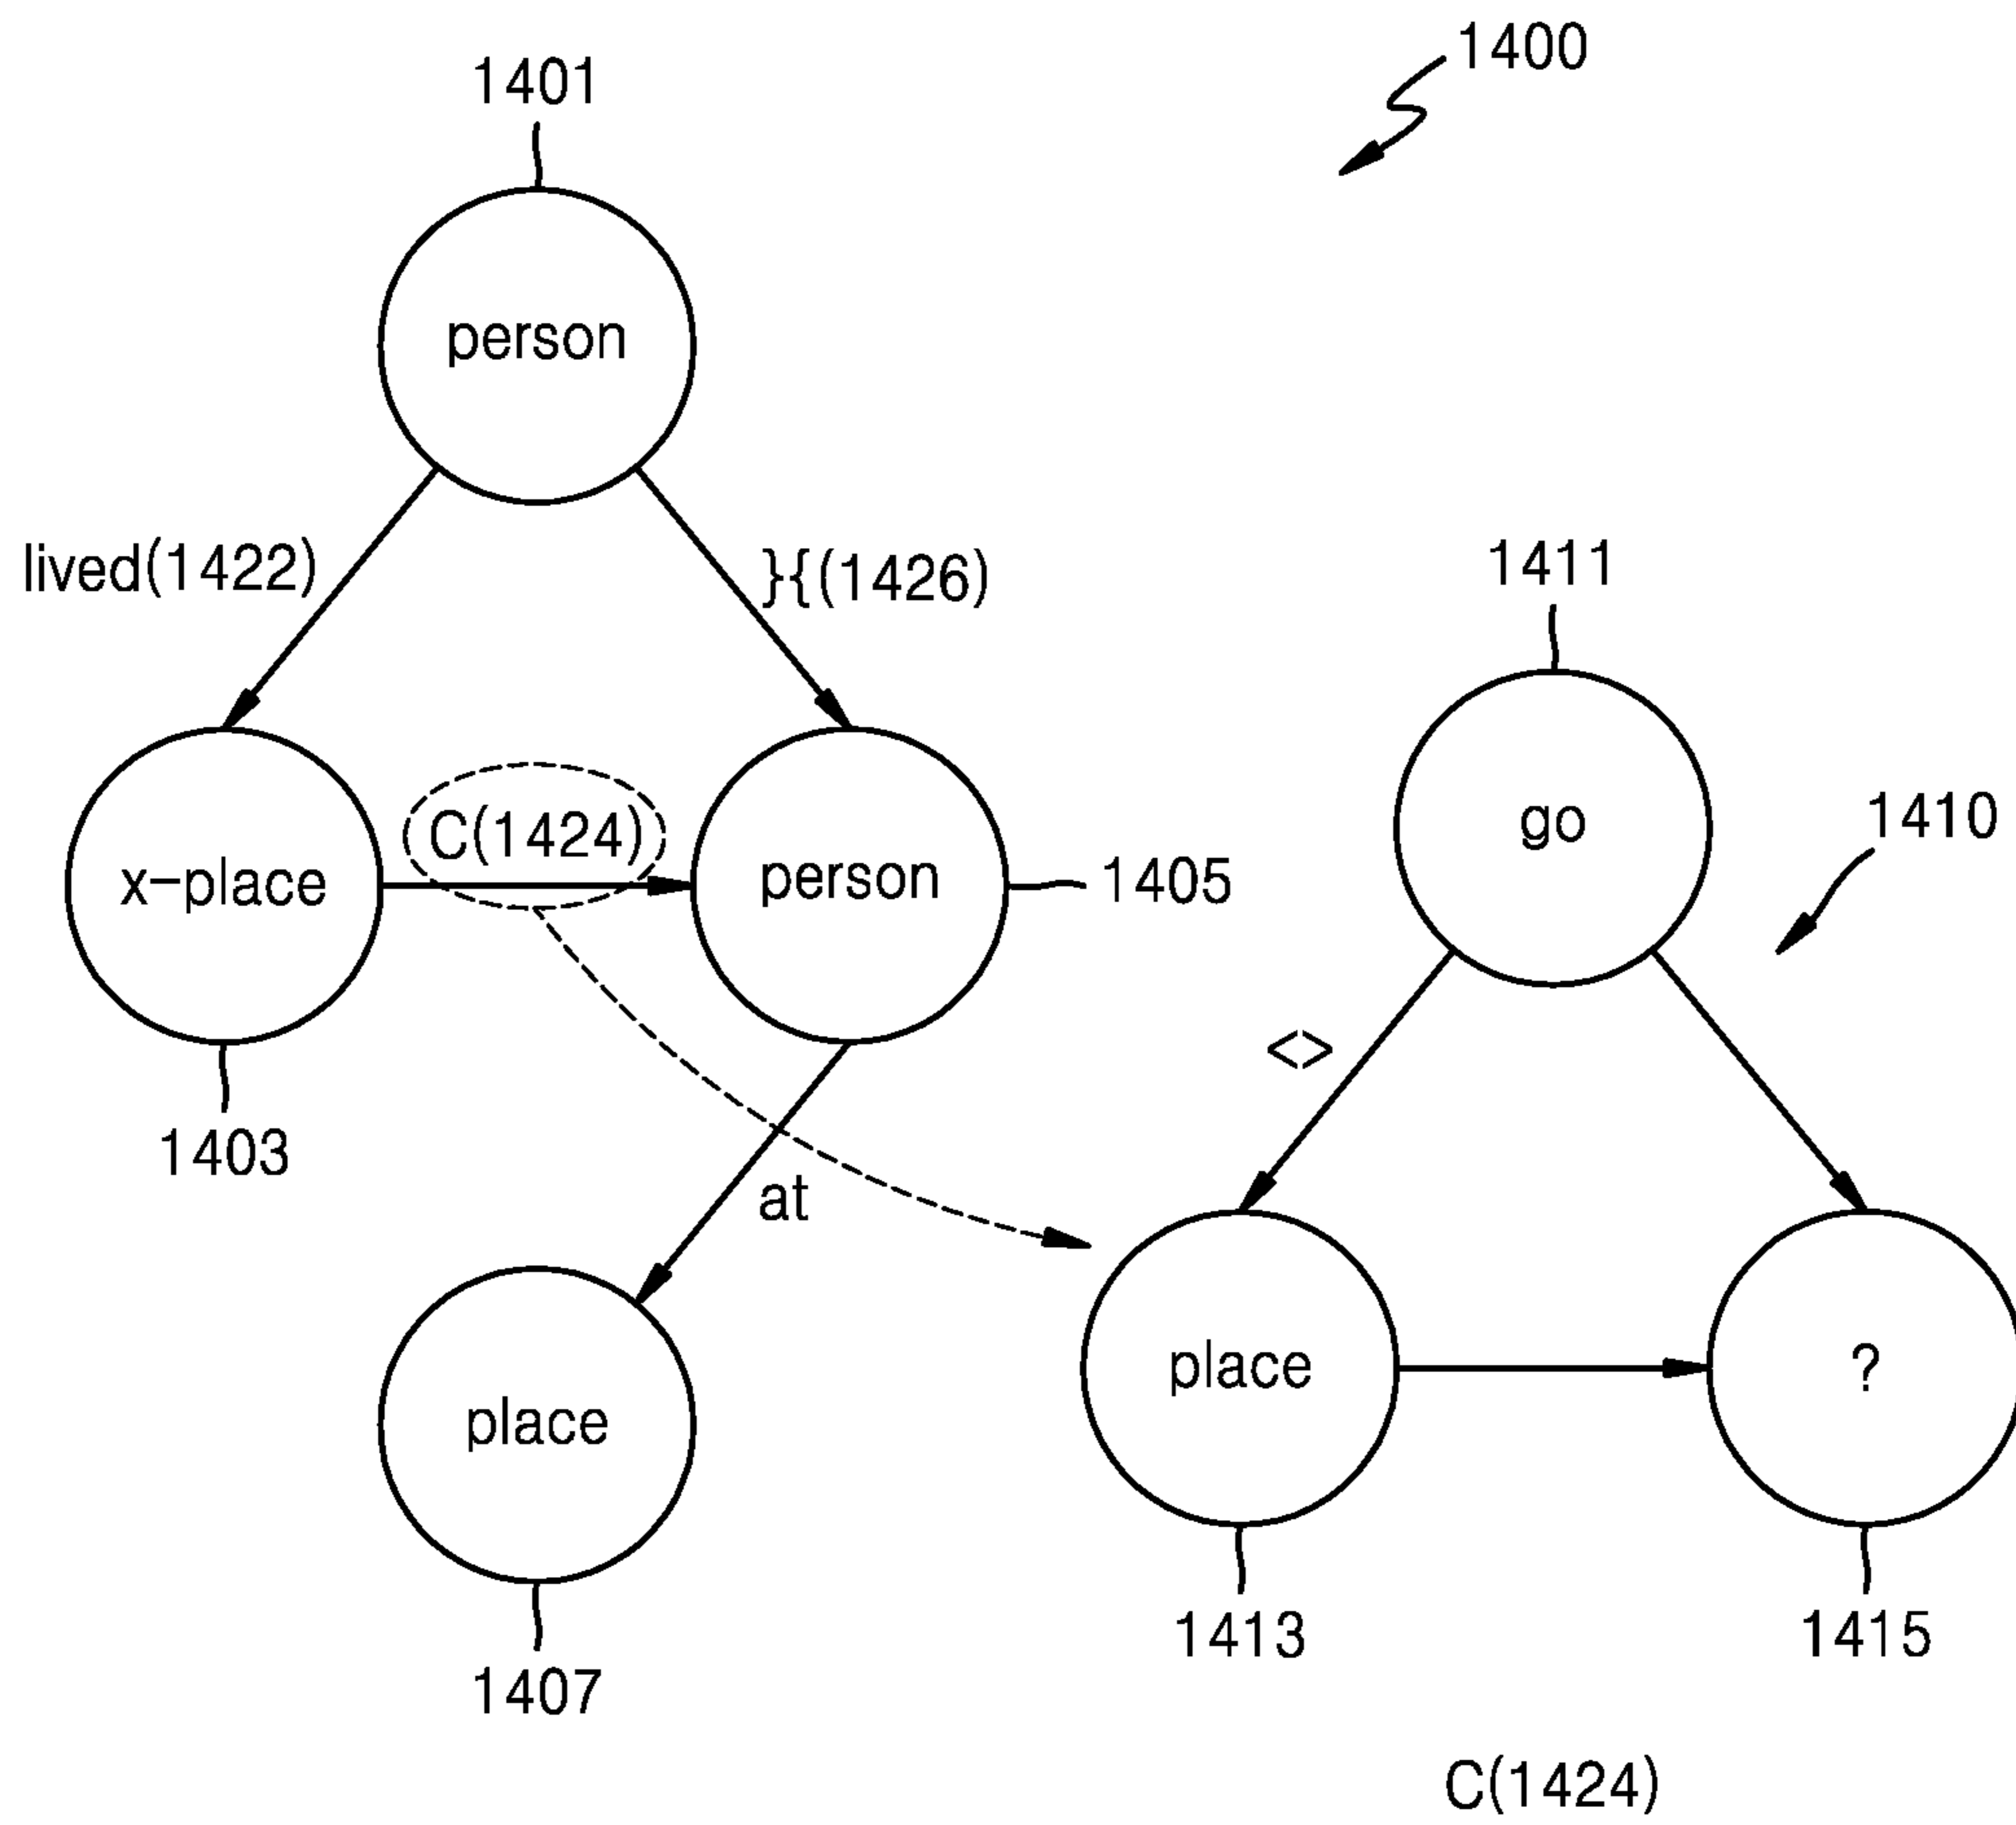 1400
1401
person
lived(1422)
}{(1426)
1411
C(1424)
go
1410
x-place
person
1405
<>
1403
at
place
?
place
1413
1415
1407
C(1424)